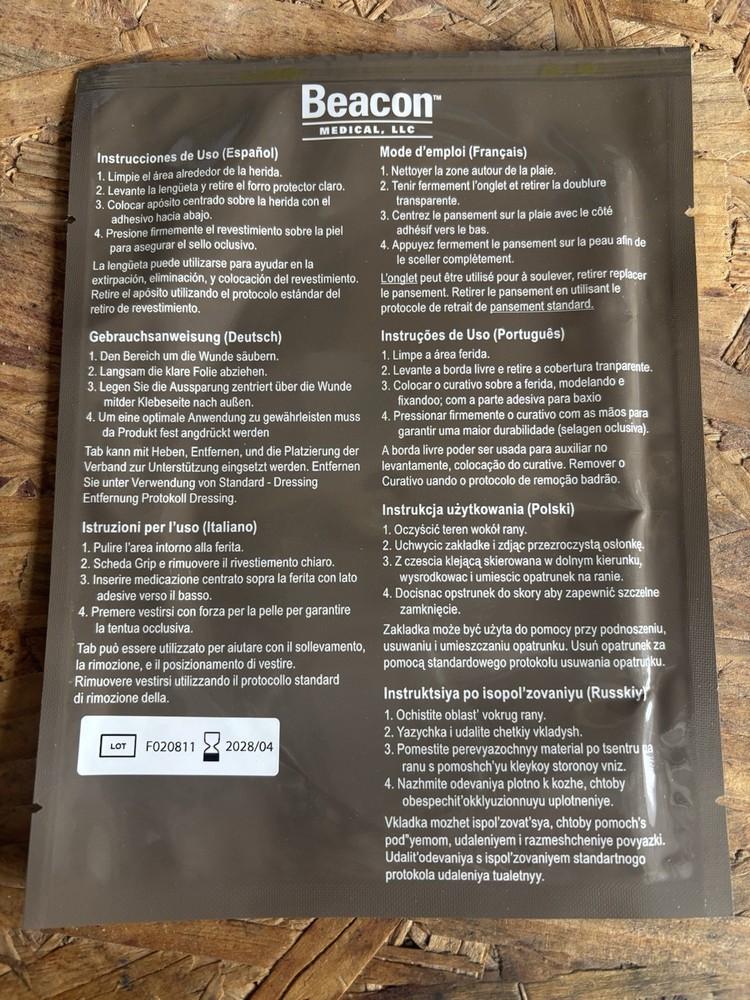 Beacon™
MEDICAL, LLC
Instrucciones de Uso (Español)
1. Limpie el área alrededor de la herida.
2. Levante la lengüeta y retire el forro protector claro.
3. Colocar apósito centrado sobre la herida con el
adhesivo hacia abajo.
4. Presione firmemente el revestimiento sobre la piel
para asegurar el sello oclusivo.
La lengüeta puede utilizarse para ayudar en la
extirpación, eliminación, y colocación del revestimiento.
Retire el apósito utilizando el protocolo estándar del
retiro de revestimiento.
Gebrauchsanweisung (Deutsch)
1. Den Bereich um die Wunde säubern.
2. Langsam die klare Folie abziehen.
3. Legen Sie die Aussparung zentriert über die Wunde
mitder Klebeseite nach außen.
4. Um eine optimale Anwendung zu gewährleisten muss
da Produkt fest angdrückt werden
Tab kann mit Heben, Entfernen, und die Platzierung der
Verband zur Unterstützung eingsetzt werden. Entfernen
Sie unter Verwendung von Standard - Dressing
Entfernung Protokoll Dressing.
Istruzioni per l'uso (Italiano)
1. Pulire l'area intorno alla ferita.
2. Scheda Grip e rimuovere il rivestiemento chiaro.
3. Inserire medicazione centrato sopra la ferita con lato
adesive verso il basso.
4. Premere vestirsi con forza per la pelle per garantire
la tentua occlusiva.
Tab può essere utilizzato per aiutare con il sollevamento,
la rimozione, e il posizionamento di vestire.
Rimuovere vestirsi utilizzando il protocollo standard
di rimozione della.
LOT F020811 2028/04
Mode d'emploi (Français)
1. Nettoyer la zone autour de la plaie.
2. Tenir fermement l'onglet et retirer la doublure
transparente.
3. Centrez le pansement sur la plaie avec le côté
adhésif vers le bas.
4. Appuyez fermement le pansement sur la peau afin de
le sceller complètement.
L'onglet peut être utilisé pour à soulever, retirer replacer
le pansement. Retirer le pansement en utilisant le
protocole de retrait de pansement standard.
Instruções de Uso (Português)
1. Limpe a área ferida.
2. Levante a borda livre e retire a cobertura tranparente.
3. Colocar o curativo sobre a ferida, modelando e
fixandoo; com a parte adesiva para baxio
4. Pressionar firmemente o curativo com as mãos para
garantir uma maior durabilidade (selagen oclusiva).
A borda livre poder ser usada para auxiliar no
levantamento, colocação do curative. Remover o
Curativo uando o protocolo de remoção badrão.
Instrukcja użytkowania (Polski)
1. Oczyścić teren wokół rany.
2. Uchwycic zakładke i zdjąc przezroczystą osłonkę.
3. Z czescia klejącą skierowana w dolnym kierunku,
wysrodkowac i umiescic opatrunek na ranie.
4. Docisnac opstrunek do skory aby zapewnić szczelne
zamknięcie.
Zakladka może być użyta do pomocy przy podnoszeniu,
usuwaniu i umieszczaniu opatrunku. Usuń opatrunek za
pomocą standardowego protokołu usuwania opatrunku.
Instruktsiya po isopol'zovaniyu (Russkiy)
1. Ochistite oblast' vokrug rany.
2. Yazychka i udalite chetkiy vkladysh.
3. Pomestite perevyazochnyy material po tsentru na
ranu s pomoshch'yu kleykoy storonoy vniz.
4. Nazhmite odevaniya plotno k kozhe, chtoby
obespechit'okklyuzionnuyu uplotneniye.
Vkladka mozhet ispol'zovat'sya, chtoby pomoch's
pod"yemom, udaleniyem i razmeshcheniye povyazki.
Udalit'odevaniya s ispol'zovaniyem standartnogo
protokola udaleniya tualetnyy.